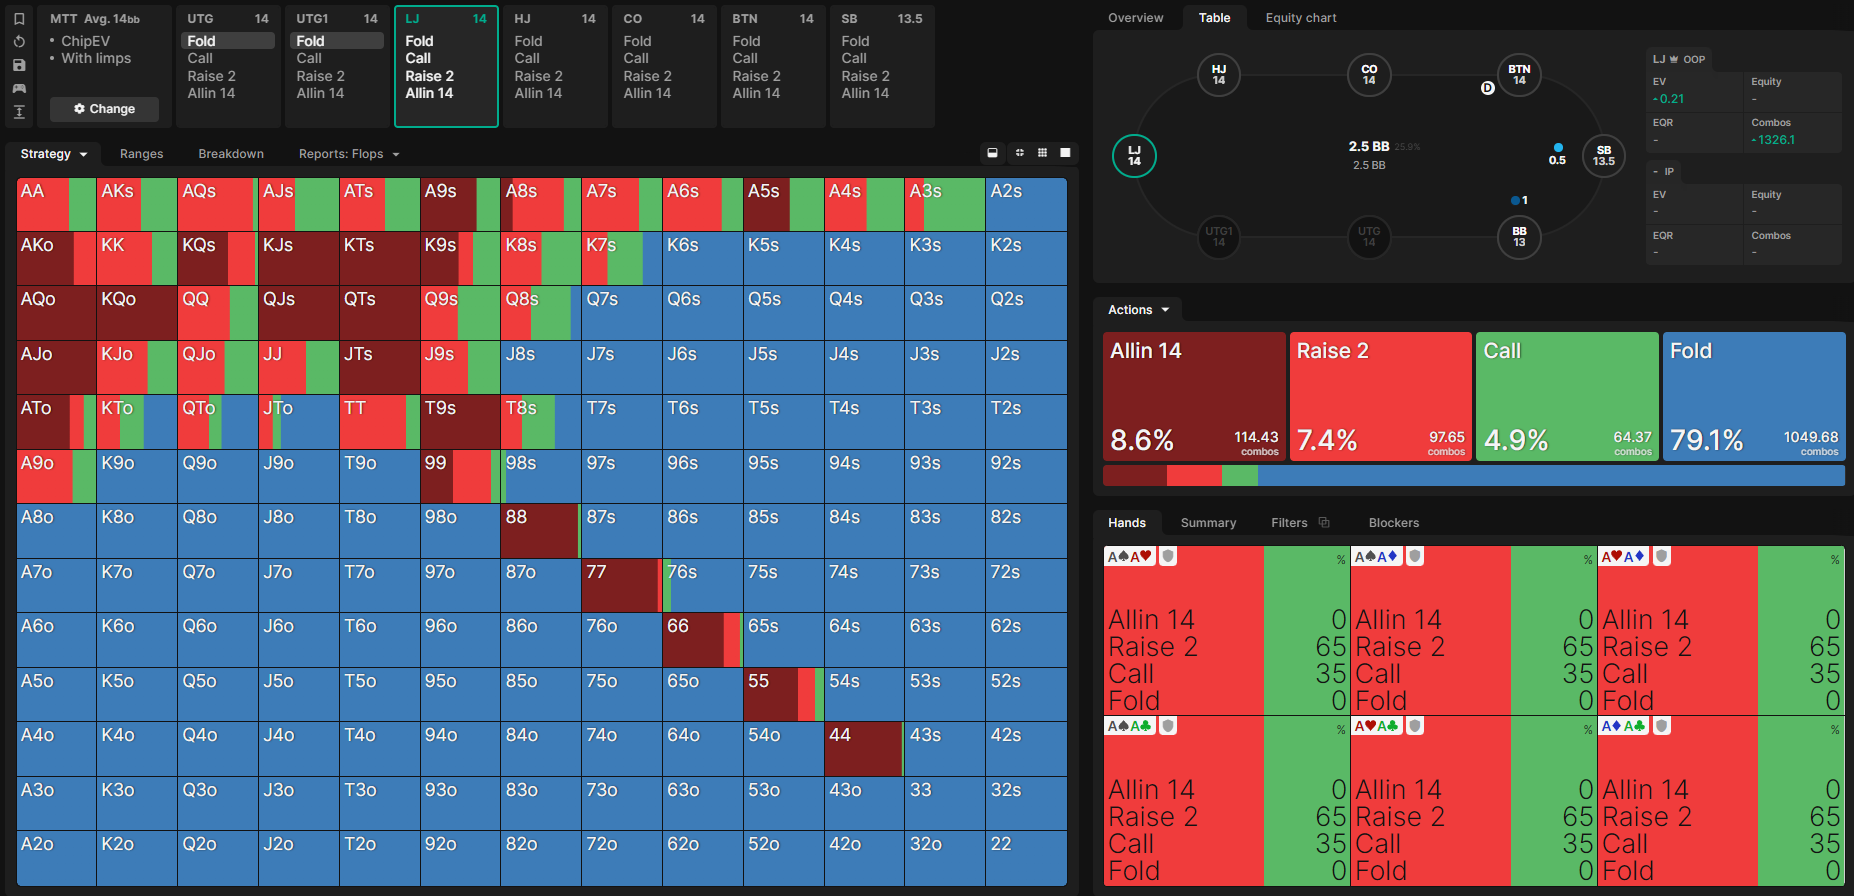 MTT Avg. 14bb
ChipEV
With limps
Change
UTG 14
Fold
Call
Raise 2
Allin 14
UTG1 14
Fold
Call
Raise 2
Allin 14
LJ 14
Fold
Call
Raise 2
Allin 14
HJ 14
Fold
Call
Raise 2
Allin 14
CO 14
Fold
Call
Raise 2
Allin 14
BTN 14
Fold
Call
Raise 2
Allin 14
SB 13.5
Fold
Call
Raise 2
Allin 14
Strategy Ranges Breakdown Reports: Flops
AA AKs AQs AJs ATs A9s A8s A7s A6s A5s A4s A3s A2s
AKo KK KQs KJs KTs K9s K8s K7s K6s K5s K4s K3s K2s
AQo KQo QQ QJs QTs Q9s Q8s Q7s Q6s Q5s Q4s Q3s Q2s
AJo KJo QJo JJ JTs J9s J8s J7s J6s J5s J4s J3s J2s
ATo KTo QTo JTo TT T9s T8s T7s T6s T5s T4s T3s T2s
A9o K9o Q9o J9o T9o 99 98s 97s 96s 95s 94s 93s 92s
A8o K8o Q8o J8o T8o 98o 88 87s 86s 85s 84s 83s 82s
A7o K7o Q7o J7o T7o 97o 87o 77 76s 75s 74s 73s 72s
A6o K6o Q6o J6o T6o 96o 86o 76o 66 65s 64s 63s 62s
A5o K5o Q5o J5o T5o 95o 85o 75o 65o 55 54s 53s 52s
A4o K4o Q4o J4o T4o 94o 84o 74o 64o 54o 44 43s 42s
A3o K3o Q3o J3o T3o 93o 83o 73o 63o 53o 43o 33 32s
A2o K2o Q2o J2o T2o 92o 82o 72o 62o 52o 42o 32o 22
Overview Table Equity chart
HJ
14
CO
14
BTN
14
D
LJ
14
2.5 BB 25.9%
2.5 BB
0.5
SB
13.5
1
UTG1
14
UTG
14
BB
13
LJ OOP
EV Equity
0.21 -
EQR Combos
- 1326.1
- IP
EV Equity
- -
EQR Combos
- -
Actions
Allin 14
8.6% 114.43
combos
Raise 2
7.4% 97.65
combos
Call
4.9% 64.37
combos
Fold
79.1% 1049.68
combos
Hands Summary Filters Blockers
A♠A♥ %
Allin 14 0
Raise 2 65
Call 35
Fold 0
A♠A♦ %
Allin 14 0
Raise 2 65
Call 35
Fold 0
A♥A♦ %
Allin 14 0
Raise 2 65
Call 35
Fold 0
A♠A♣ %
Allin 14 0
Raise 2 65
Call 35
Fold 0
A♥A♣ %
Allin 14 0
Raise 2 65
Call 35
Fold 0
A♦A♣ %
Allin 14 0
Raise 2 65
Call 35
Fold 0